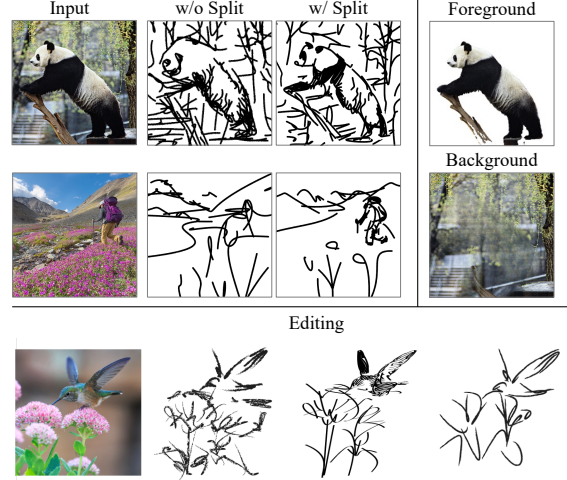 Input
w/o Split
w/ Split
Foreground
Background
Editing